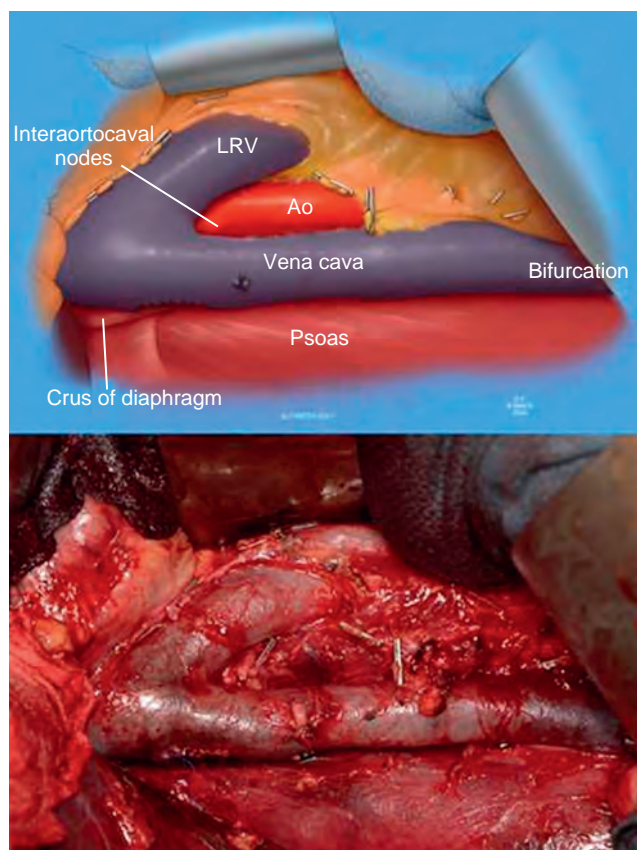 Interaortocaval
nodes
LRV
Ao
Vena cava
Bifurcation
Psoas
Crus of diaphragm